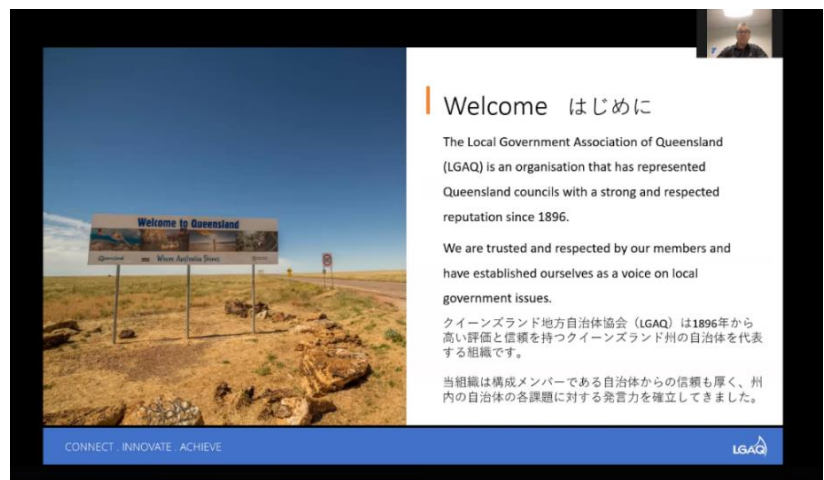 Welcome to Queensland
Queensland
Where Australia Shines
Welcome はじめに
The Local Government Association of Queensland
(LGAQ) is an organisation that has represented
Queensland councils with a strong and respected
reputation since 1896.
We are trusted and respected by our members and
have established ourselves as a voice on local
government issues.
クイーンズランド地方自治体協会（LGAQ）は1896年から
高い評価と信頼を持つクイーンズランド州の自治体を代表
する組織です。
当組織は構成メンバーである自治体からの信頼も厚く、州
内の自治体の各課題に対する発言力を確立してきました。
CONNECT . INNOVATE . ACHIEVE
LGAQ